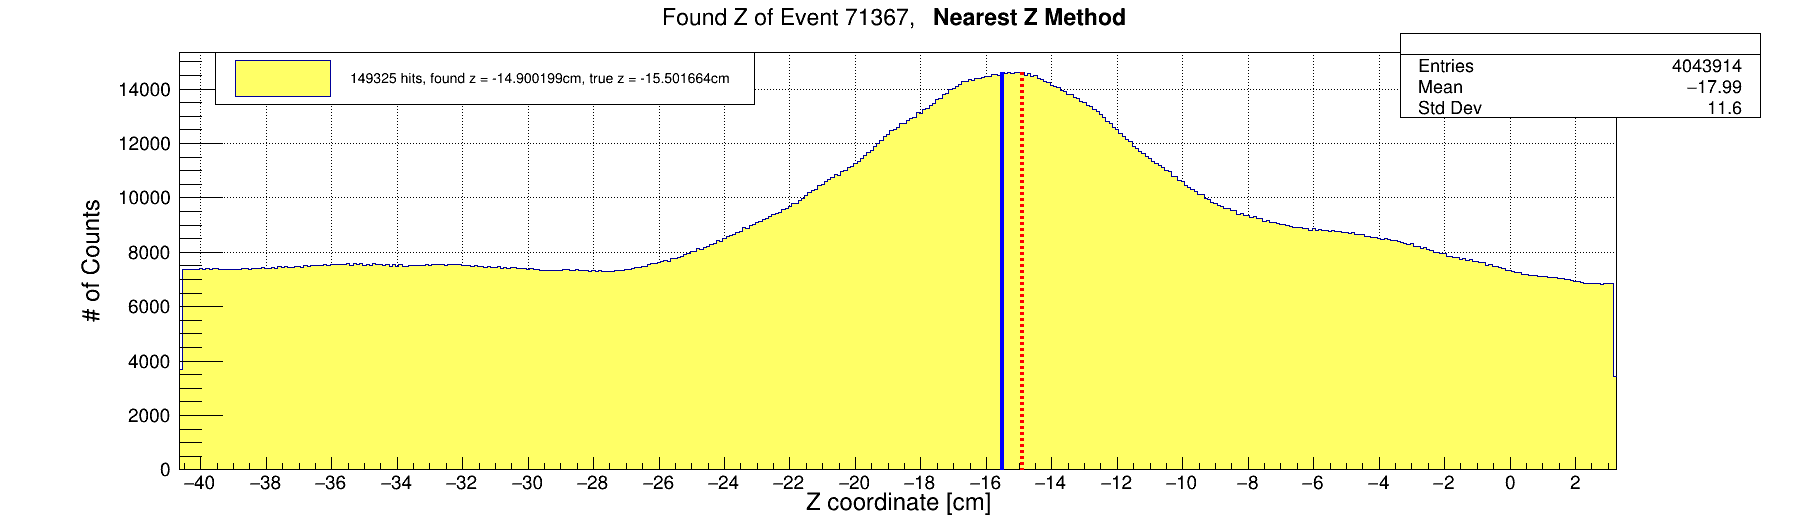 Found Z of Event 71367, Nearest Z Method
149325 hits, found z = -14.900199cm, true z = -15.501664cm
Entries 4043914
Mean −17.99
Std Dev 11.6
# of Counts
14000
12000
10000
8000
6000
4000
2000
0
−40 −38 −36 −34 −32 −30 −28 −26 −24 −22 −20 −18 −16 −14 −12 −10 −8 −6 −4 −2 0 2
Z coordinate [cm]